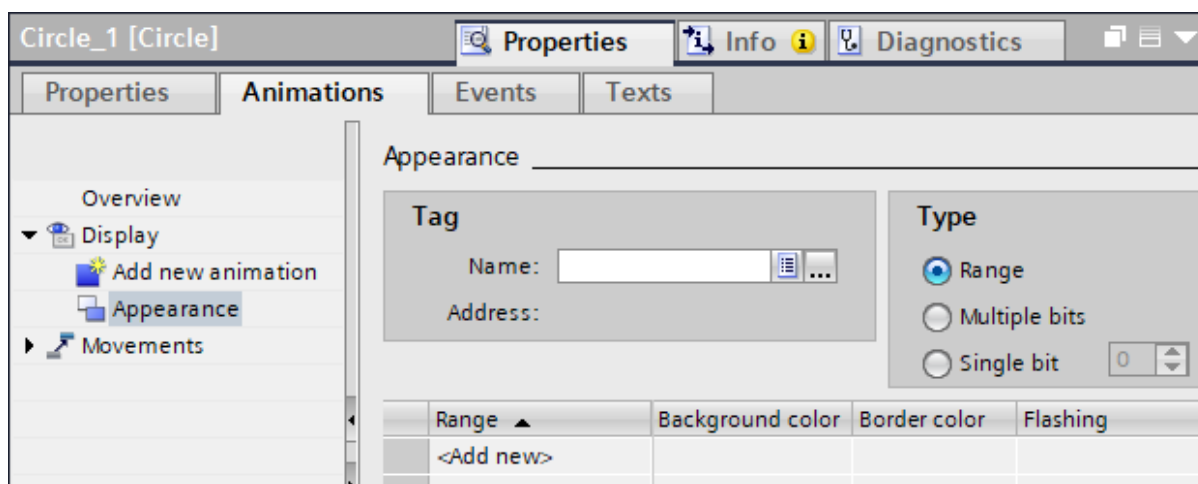 Circle_1 [Circle]
Properties
Info
Diagnostics
Properties
Animations
Events
Texts
Overview
Display
Add new animation
Appearance
Movements
Appearance
Tag
Name:
...
Address:
Type
Range
Multiple bits
Single bit
0
Range
Background color
Border color
Flashing
<Add new>